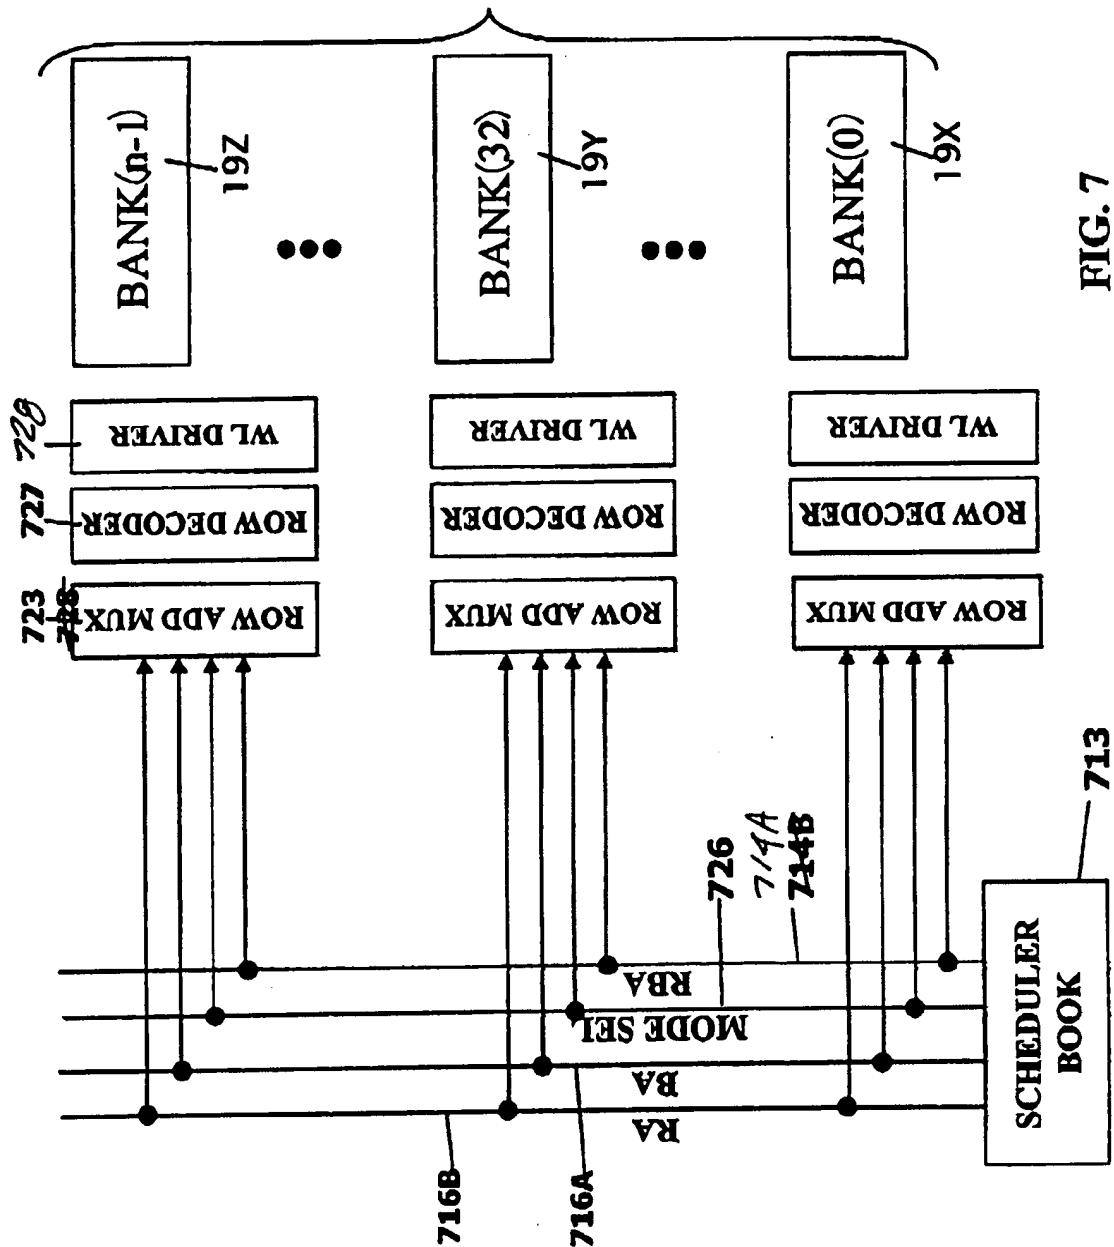 BANK(n-1)
19Z
BANK(32)
19Y
BANK(0)
19X
728
WL DRIVER
WL DRIVER
WL DRIVER
727
ROW DECODER
ROW DECODER
ROW DECODER
723
728
ROW ADD MUX
ROW ADD MUX
ROW ADD MUX
726
714A
714B
713
RBA
MODE SEL
BA
RA
716B
716A
SCHEDULER
BOOK
FIG. 7